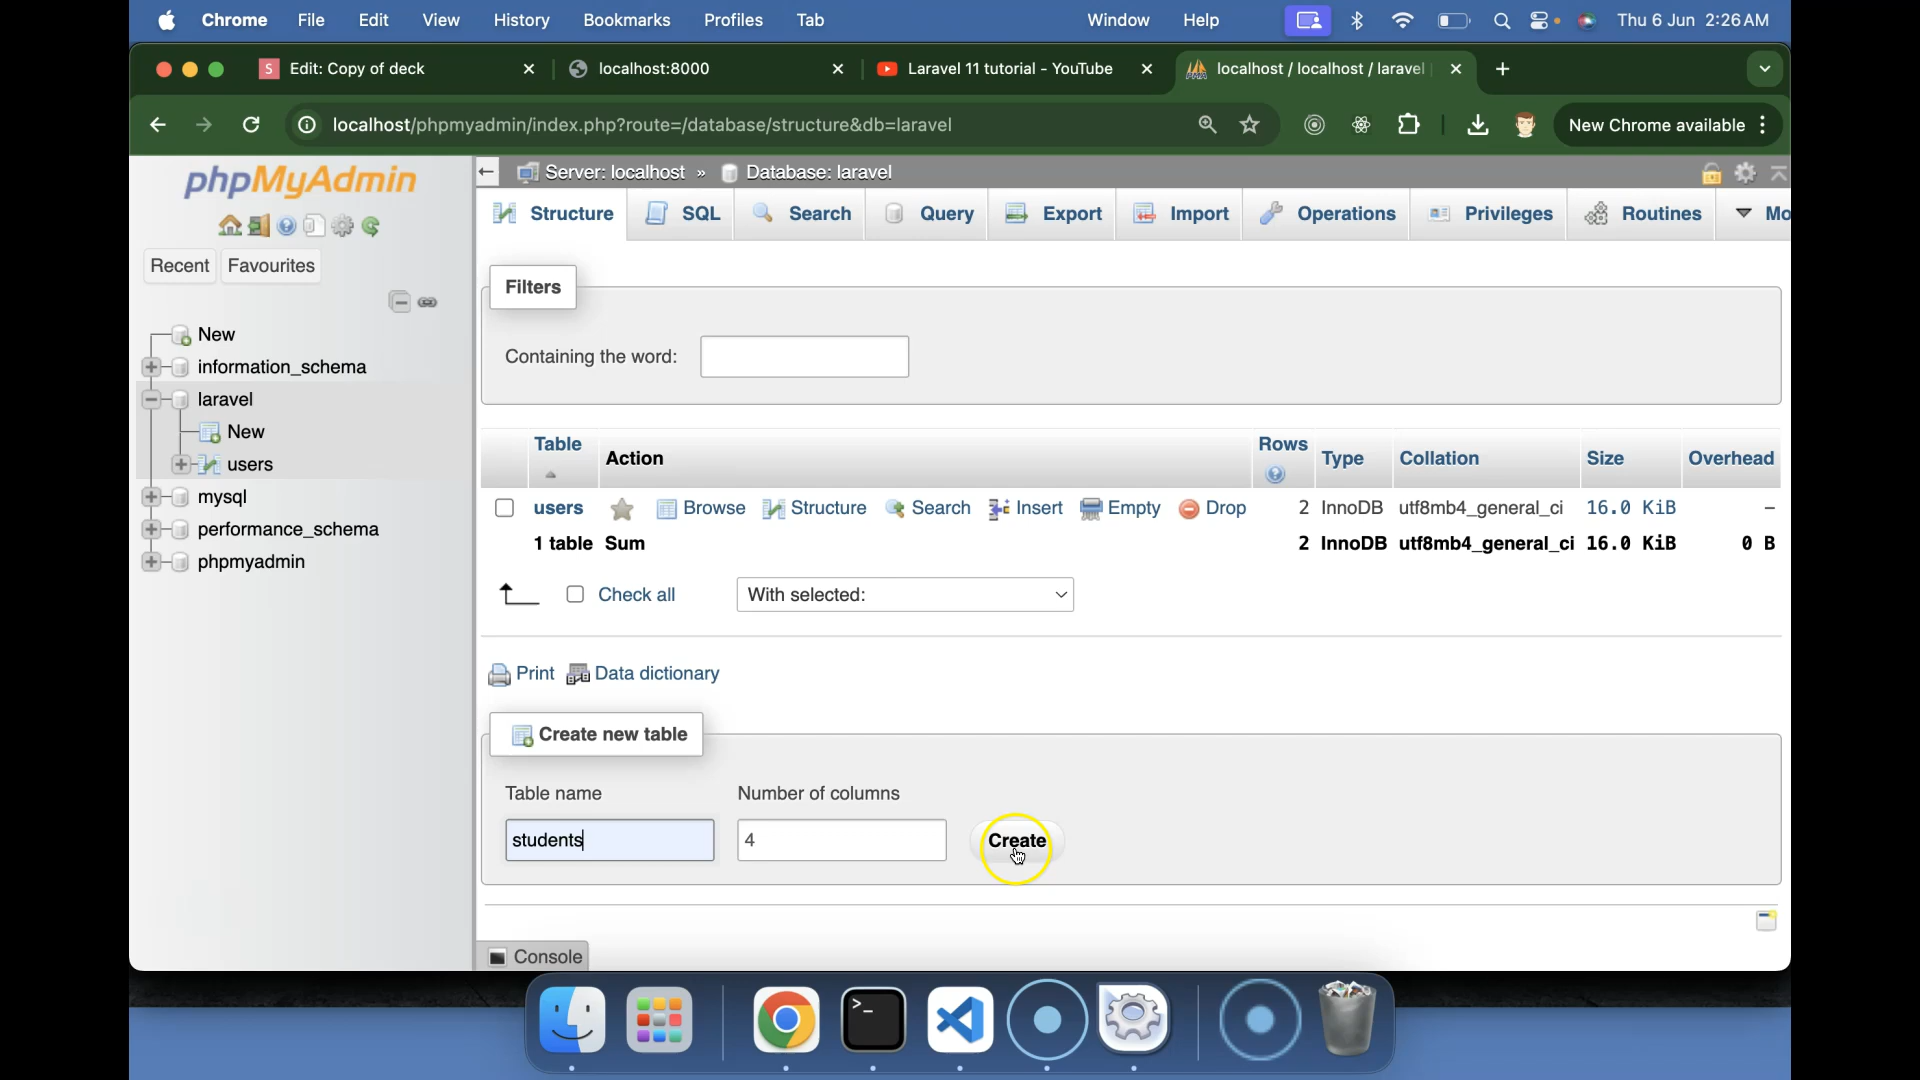 Chrome File Edit View History Bookmarks Profiles Tab Window Help Thu 6 Jun 2:26 AM
S Edit: Copy of deck localhost:8000 Laravel 11 tutorial - YouTube localhost / localhost / laravel
localhost/phpmyadmin/index.php?route=/database/structure&db=laravel New Chrome available
phpMyAdmin
Recent Favourites
New
information_schema
laravel
New
users
mysql
performance_schema
phpmyadmin
Server: localhost » Database: laravel
Structure SQL Search Query Export Import Operations Privileges Routines Mo
Filters
Containing the word:
Table Action Rows Type Collation Size Overhead
users Browse Structure Search Insert Empty Drop 2 InnoDB utf8mb4_general_ci 16.0 KiB –
1 table Sum 2 InnoDB utf8mb4_general_ci 16.0 KiB 0 B
Check all With selected:
Print Data dictionary
Create new table
Table name Number of columns
students 4 Create
Console